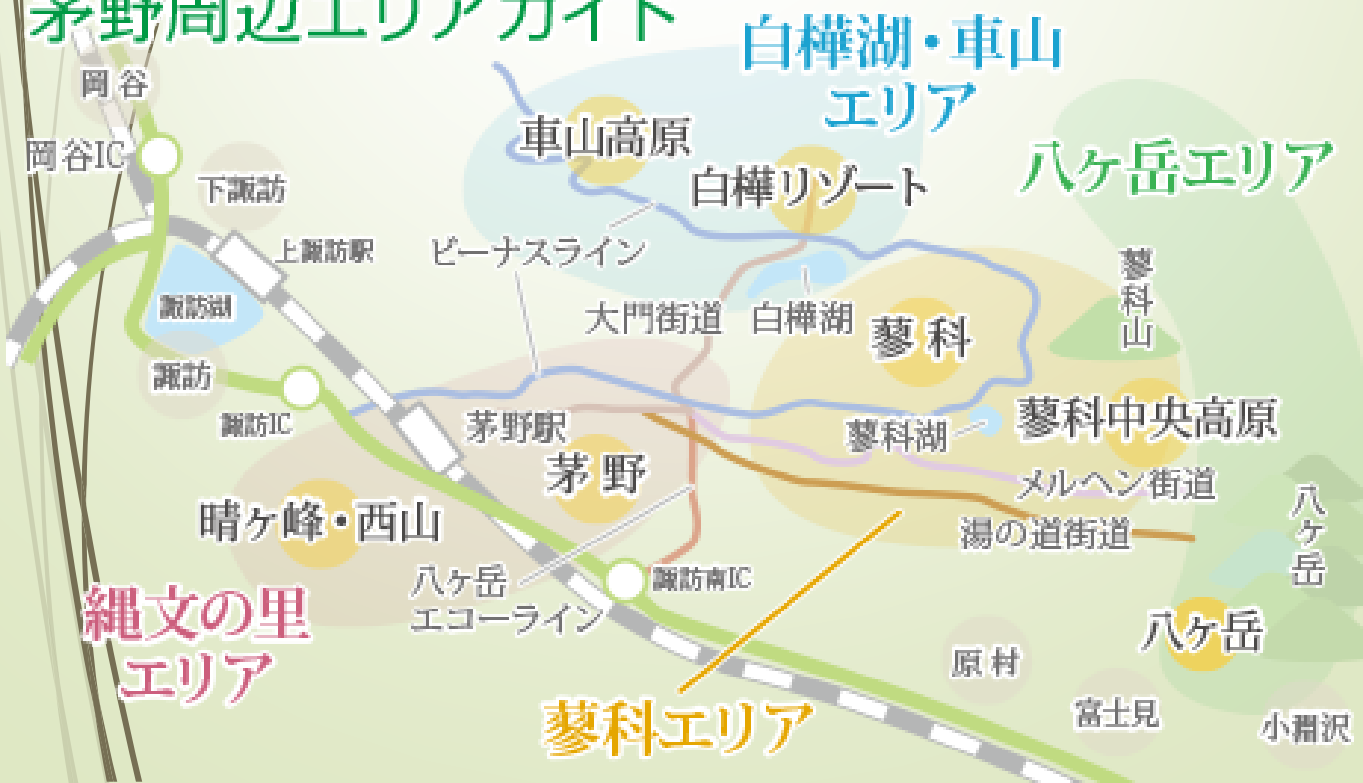 茅野周辺エリアガイド
白樺湖・車山
エリア
岡谷
車山高原
岡谷IC
八ヶ岳エリア
下諏訪
白樺リゾート
上諏訪駅
ビーナスライン
蓼科山
諏訪湖
大門街道
白樺湖
蓼科
諏訪
諏訪IC
茅野駅
蓼科湖
蓼科中央高原
茅野
メルヘン街道
晴ヶ峰・西山
湯の道街道
八ヶ岳
八ヶ岳
エコーライン
諏訪南IC
縄文の里
エリア
八ヶ岳
原村
蓼科エリア
富士見
小淵沢